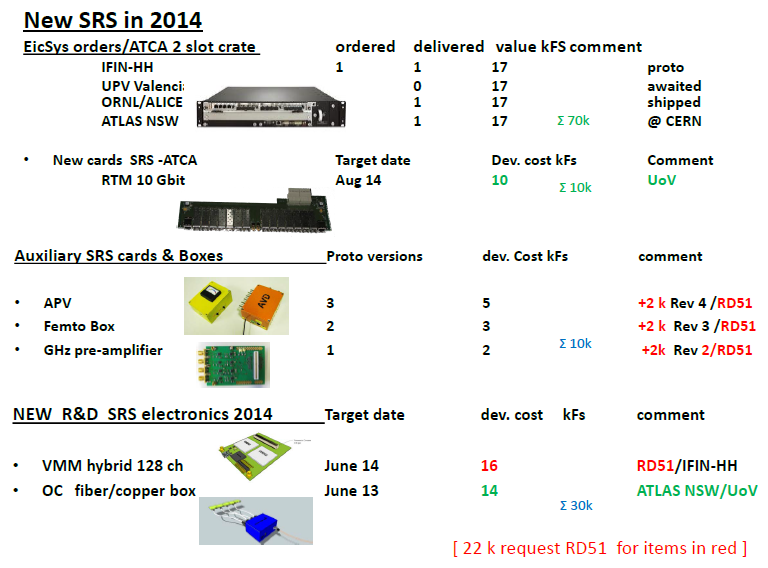 New SRS in 2014
EicSys orders/ATCA 2 slot crate ordered delivered value kFS comment
IFIN-HH 1 1 17 proto
UPV Valencia 0 17 awaited
ORNL/ALICE 1 17 shipped
ATLAS NSW 1 17 Σ 70k @ CERN
• New cards SRS -ATCA Target date Dev. cost kFs Comment
RTM 10 Gbit Aug 14 10 Σ 10k UoV
Auxiliary SRS cards & Boxes Proto versions dev. Cost kFs comment
• APV 3 5 +2 k Rev 4 /RD51
• Femto Box 2 3 +2 k Rev 3 /RD51
• GHz pre-amplifier 1 2 Σ 10k +2k Rev 2/RD51
AVD
NEW R&D SRS electronics 2014 Target date dev. cost kFs comment
• VMM hybrid 128 ch June 14 16 RD51/IFIN-HH
• OC fiber/copper box June 13 14 ATLAS NSW/UoV
Σ 30k
[ 22 k request RD51 for items in red ]